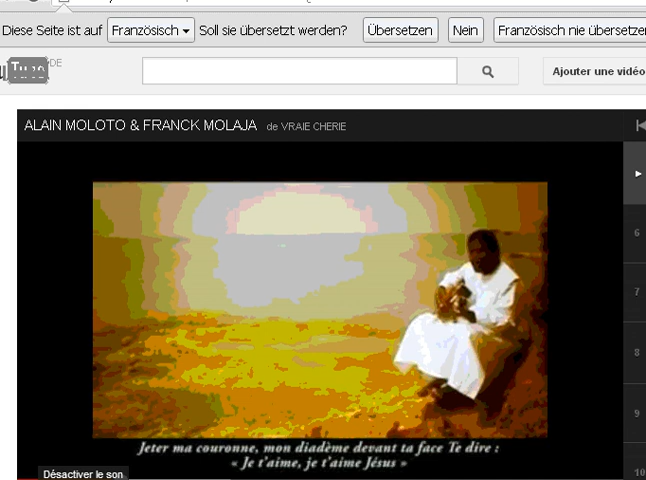 Diese Seite ist auf Französisch Soll sie übersetzt werden? Übersetzen Nein Französisch nie übersetzen
Tube DE
Ajouter une vidéo
ALAIN MOLOTO & FRANCK MOLAJA de VRAIE CHERIE
6
7
8
9
10
Jeter ma couronne, mon diadème devant ta face Te dire :
« Je t'aime, je t'aime Jésus »
Désactiver le son